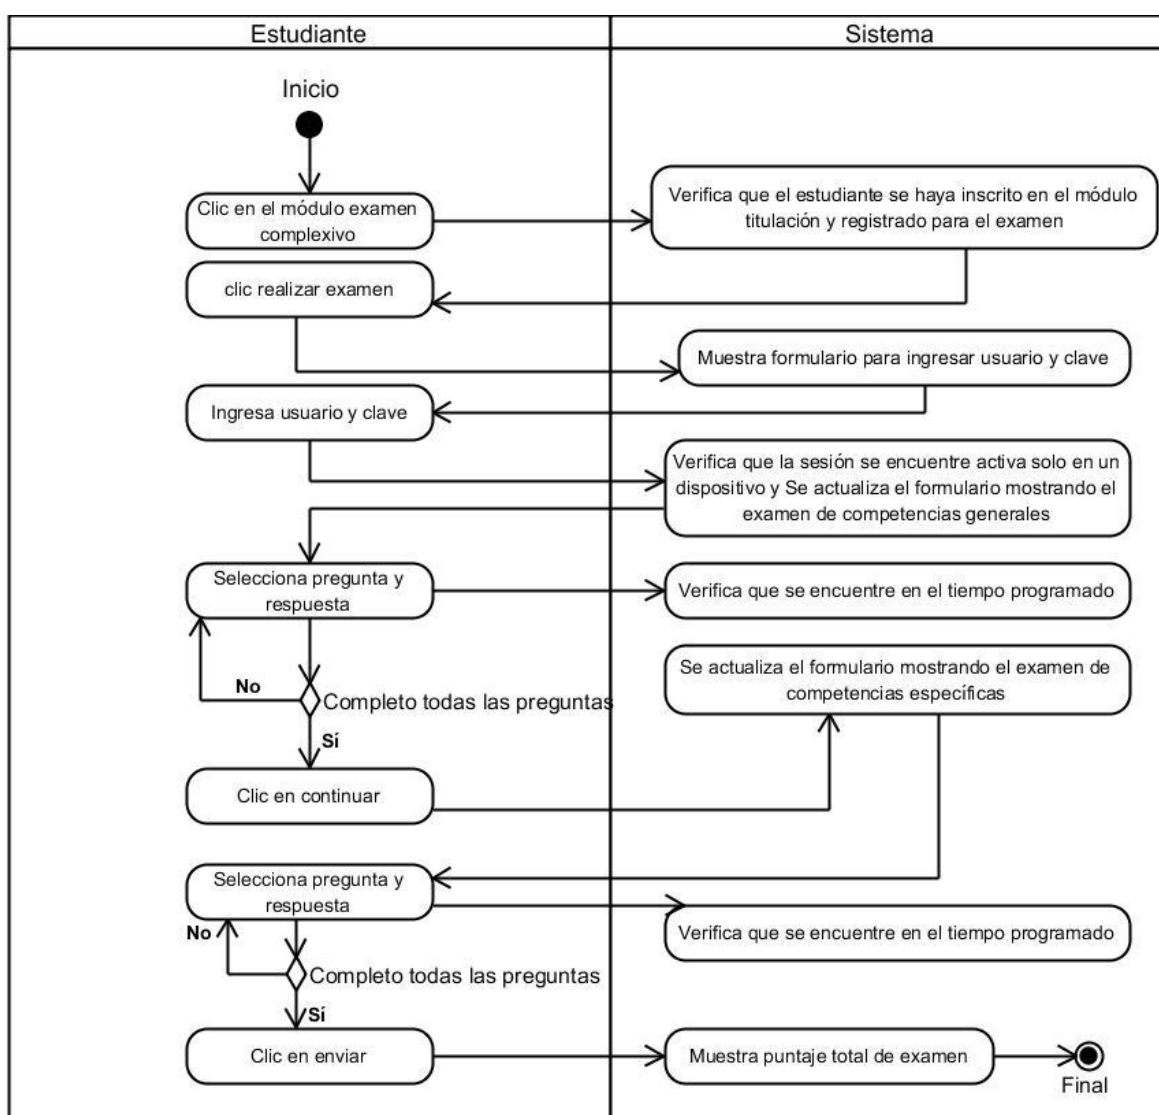 Estudiante
Sistema
Inicio
Clic en el módulo examen
complexivo
Verifica que el estudiante se haya inscrito en el módulo
titulación y registrado para el examen
clic realizar examen
Muestra formulario para ingresar usuario y clave
Ingresa usuario y clave
Verifica que la sesión se encuentre activa solo en un
dispositivo y Se actualiza el formulario mostrando el
examen de competencias generales
Selecciona pregunta y
respuesta
Verifica que se encuentre en el tiempo programado
No
Completo todas las preguntas
Sí
Se actualiza el formulario mostrando el examen de
competencias específicas
Clic en continuar
Selecciona pregunta y
respuesta
Verifica que se encuentre en el tiempo programado
No
Completo todas las preguntas
Sí
Clic en enviar
Muestra puntaje total de examen
Final